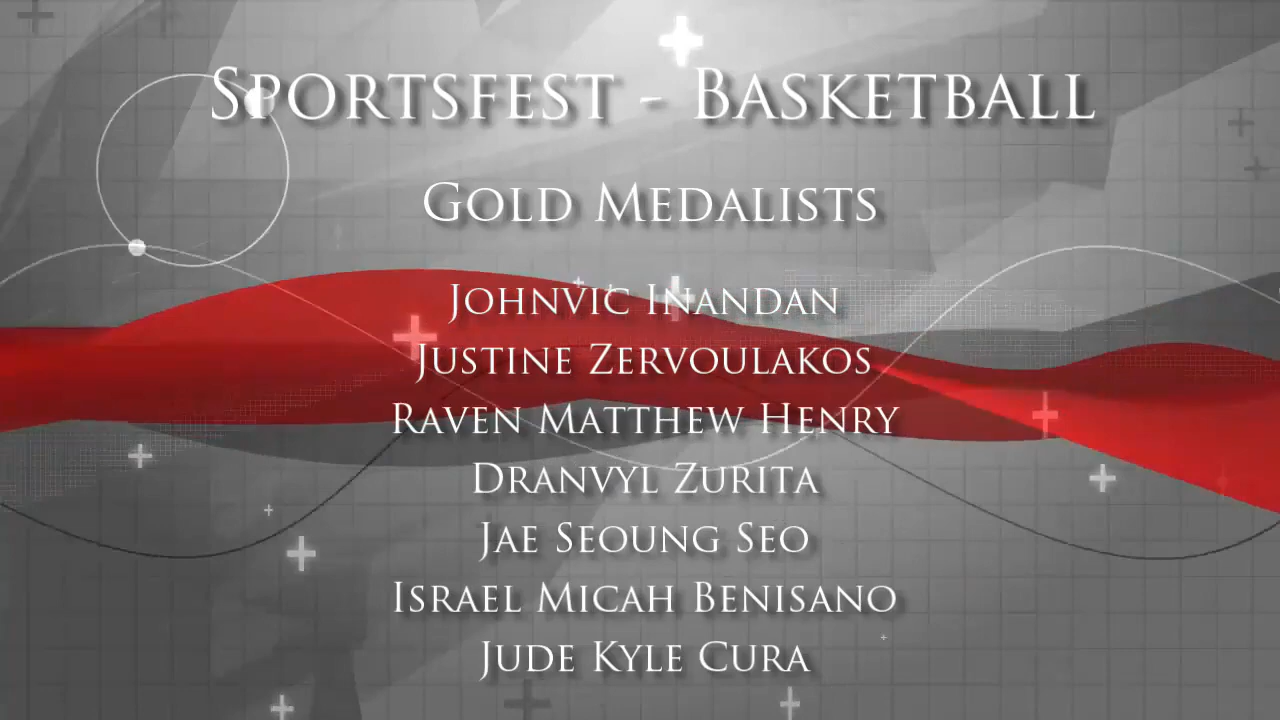 Sportsfest - Basketball
Gold Medalists
Johnvic Inandan
Justine Zervoulakos
Raven Matthew Henry
Dranvyl Zurita
Jae Seoung Seo
Israel Micah Benisano
Jude Kyle Cura